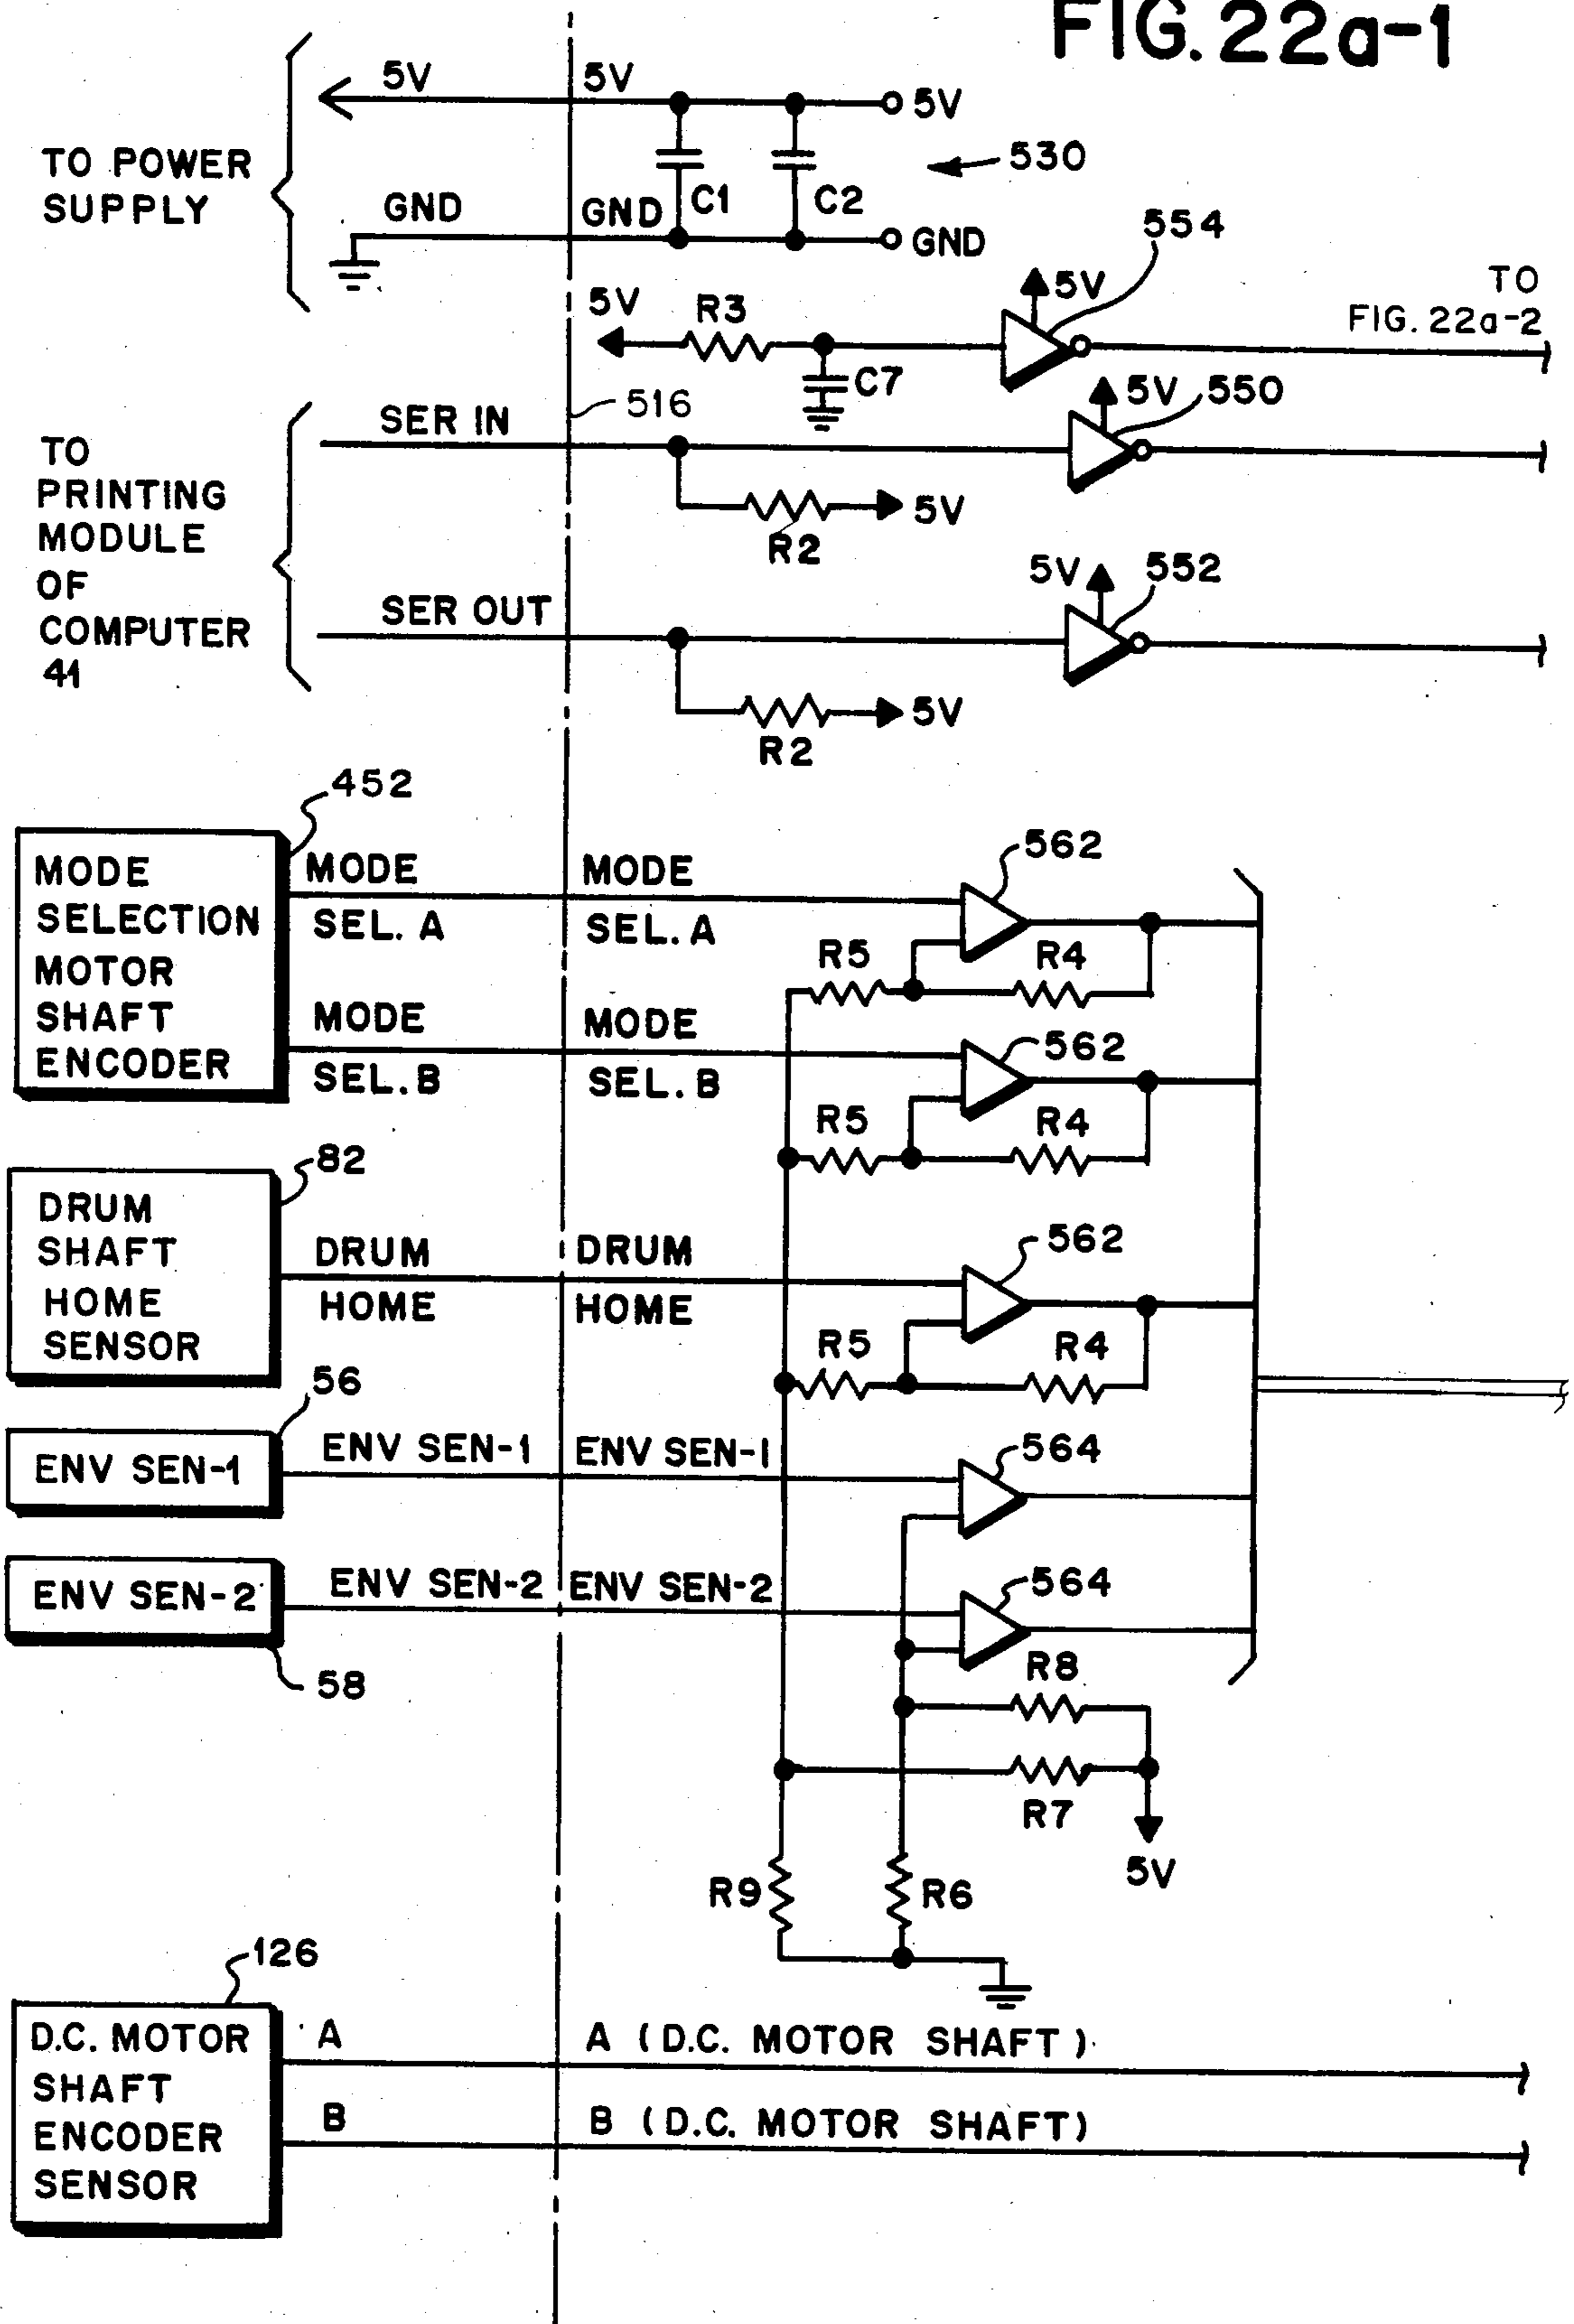 FIG. 22a-1
5V
5V
5V
TO POWER
SUPPLY
530
C1
C2
GND
GND
GND
554
5V
TO
FIG. 22a-2
5V
R3
C7
516
5V
550
SER IN
TO
PRINTING
MODULE
OF
COMPUTER
41
5V
R2
5V
552
SER OUT
5V
R2
452
MODE
SELECTION
MOTOR
SHAFT
ENCODER
MODE
SEL. A
MODE
SEL. A
562
R5
R4
MODE
SEL. B
MODE
SEL. B
562
R5
R4
82
DRUM
SHAFT
HOME
SENSOR
DRUM
HOME
DRUM
HOME
562
R5
R4
56
ENV SEN-1
ENV SEN-1
ENV SEN-1
564
ENV SEN-2
ENV SEN-2
ENV SEN-2
564
58
R8
R7
5V
R9
R6
126
D.C. MOTOR
SHAFT
ENCODER
SENSOR
A
A (D.C. MOTOR SHAFT)
B
B (D.C. MOTOR SHAFT)